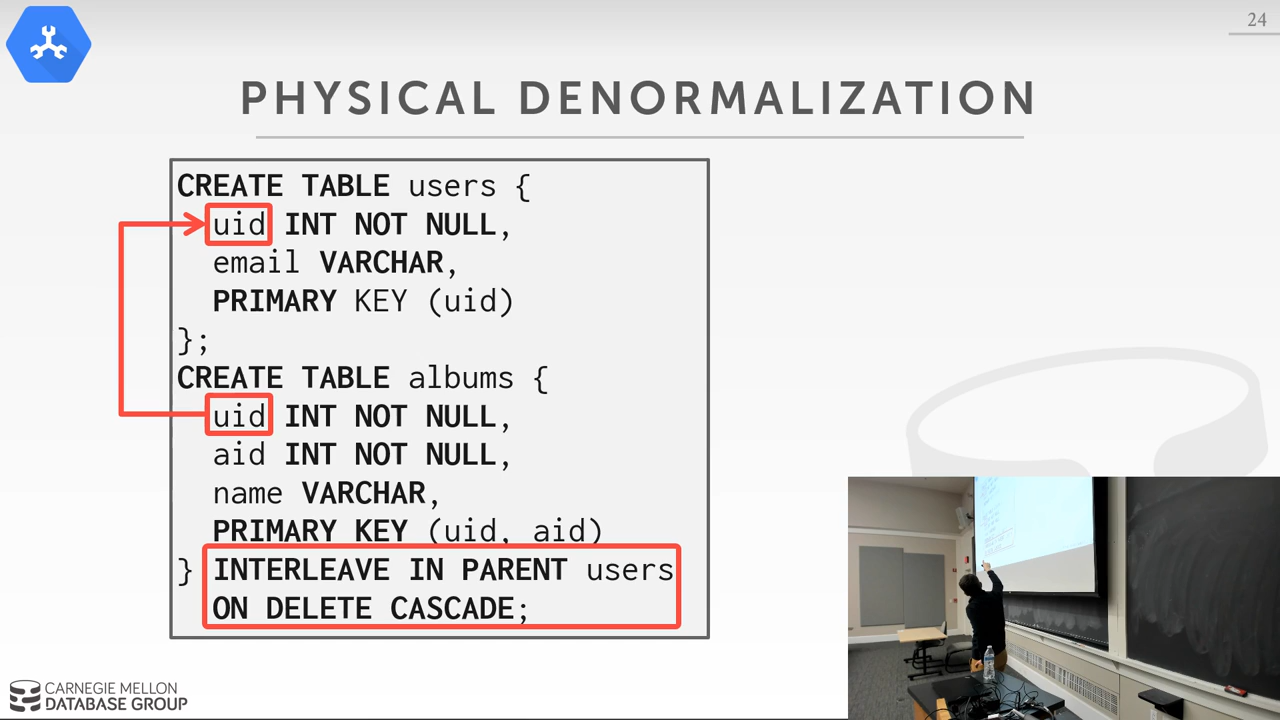 24
PHYSICAL DENORMALIZATION
CREATE TABLE users {
uid INT NOT NULL,
email VARCHAR,
PRIMARY KEY (uid)
};
CREATE TABLE albums {
uid INT NOT NULL,
aid INT NOT NULL,
name VARCHAR,
PRIMARY KEY (uid, aid)
} INTERLEAVE IN PARENT users
ON DELETE CASCADE;
CARNEGIE MELLON
DATABASE GROUP